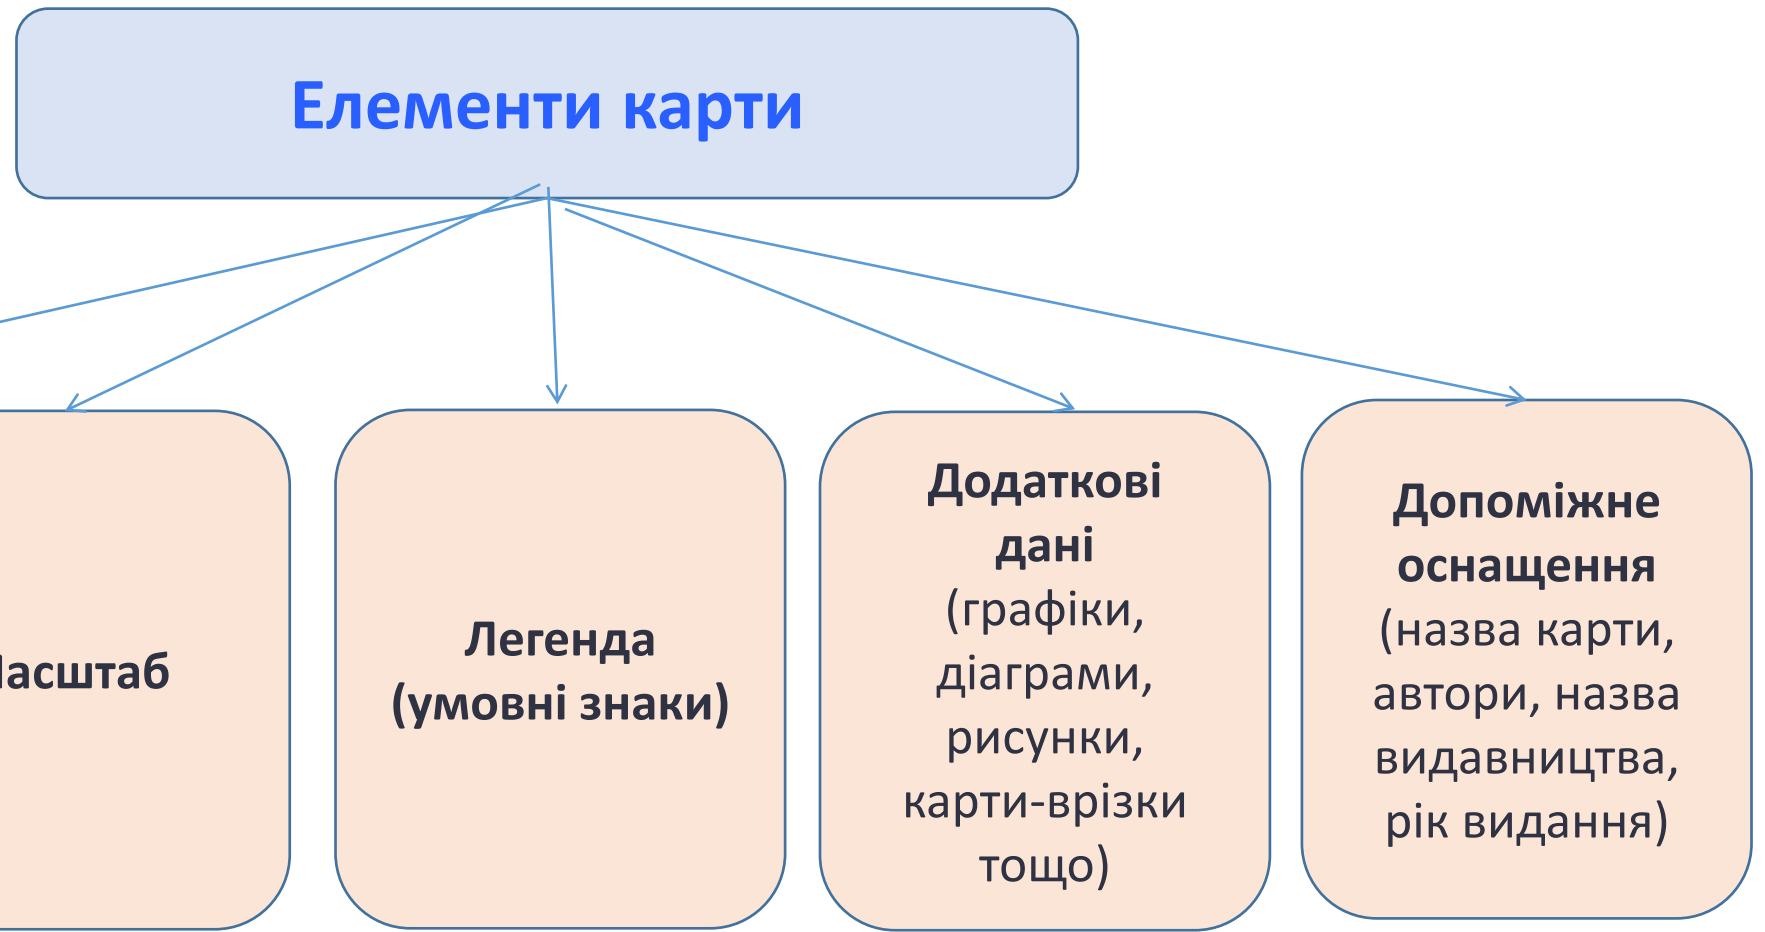 Елементи карти
Масштаб
Легенда
(умовні знаки)
Додаткові
дані
(графіки,
діаграми,
рисунки,
карти-врізки
тощо)
Допоміжне
оснащення
(назва карти,
автори, назва
видавництва,
рік видання)